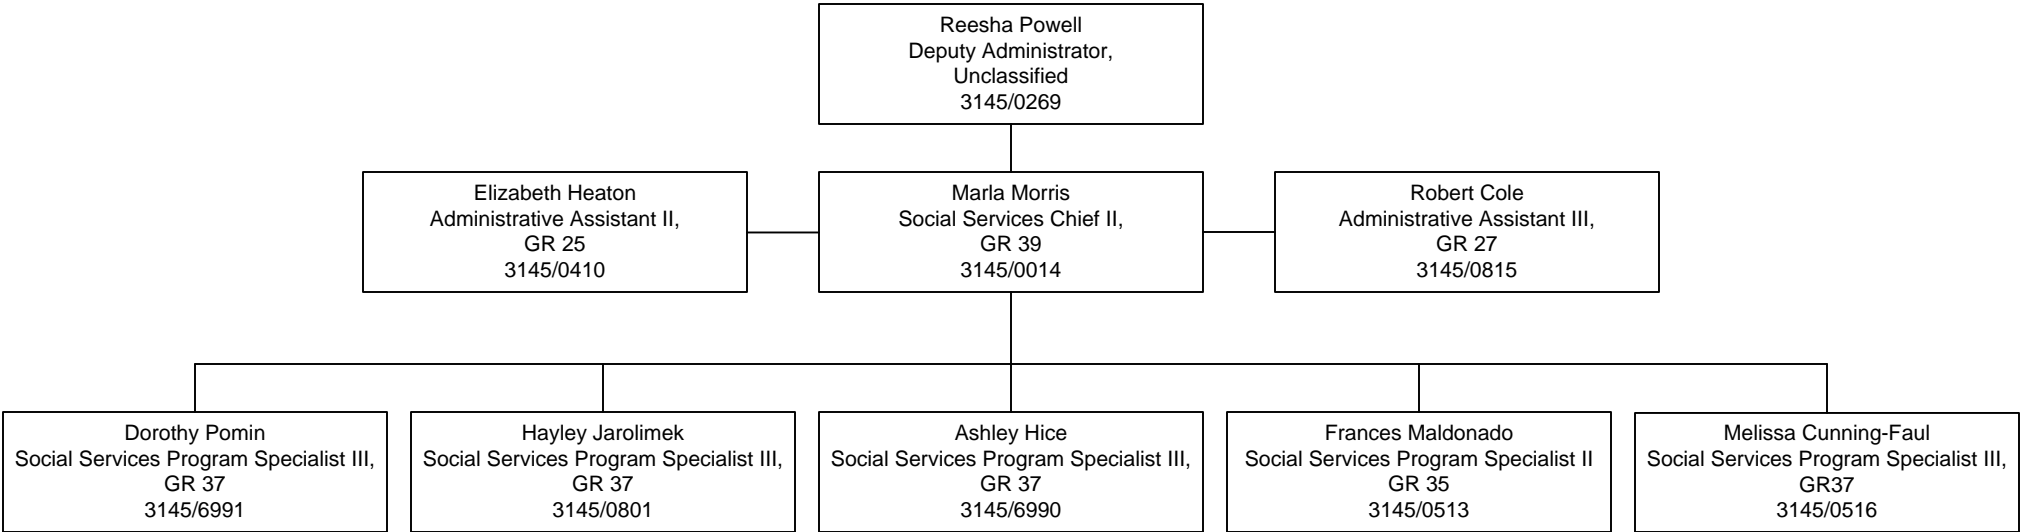 Reesha Powell
Deputy Administrator,
Unclassified
3145/0269
Elizabeth Heaton
Administrative Assistant II,
GR 25
3145/0410
Marla Morris
Social Services Chief II,
GR 39
3145/0014
Robert Cole
Administrative Assistant III,
GR 27
3145/0815
Dorothy Pomin
Social Services Program Specialist III,
GR 37
3145/6991
Hayley Jarolimek
Social Services Program Specialist III,
GR 37
3145/0801
Ashley Hice
Social Services Program Specialist III,
GR 37
3145/6990
Frances Maldonado
Social Services Program Specialist II
GR 35
3145/0513
Melissa Cunning-Faul
Social Services Program Specialist III,
GR37
3145/0516